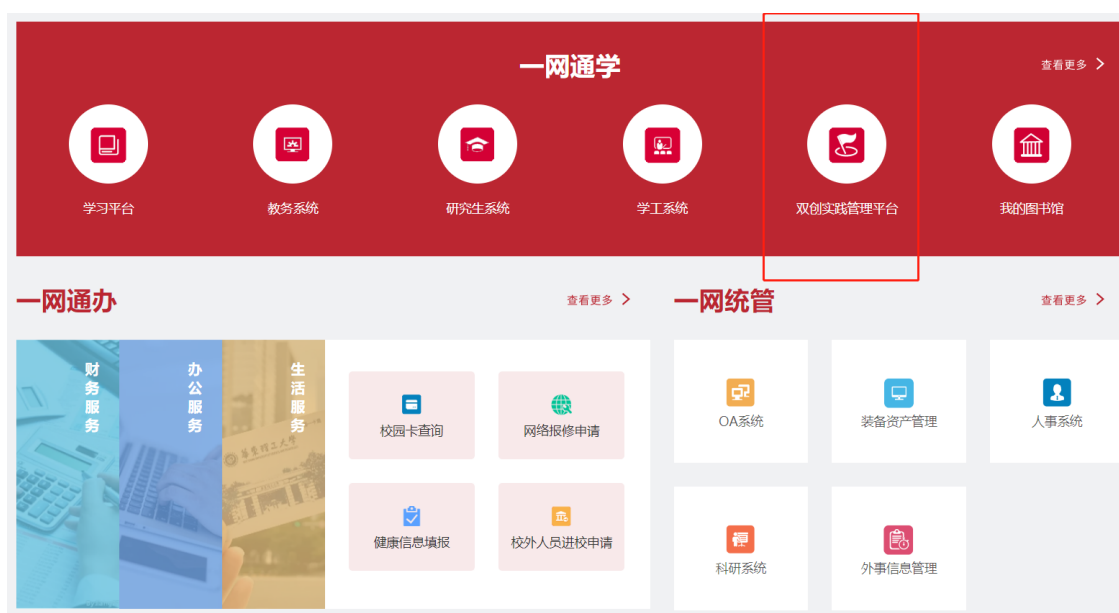 一网通学
查看更多
学习平台
教务系统
研究生系统
学工系统
双创实践管理平台
我的图书馆
一网通办
查看更多
财务服务
办公服务
生活服务
华东理工大学
校园卡查询
网络报修申请
健康信息填报
校外人员进校申请
一网统管
查看更多
OA系统
装备资产管理
人事系统
科研系统
外事信息管理